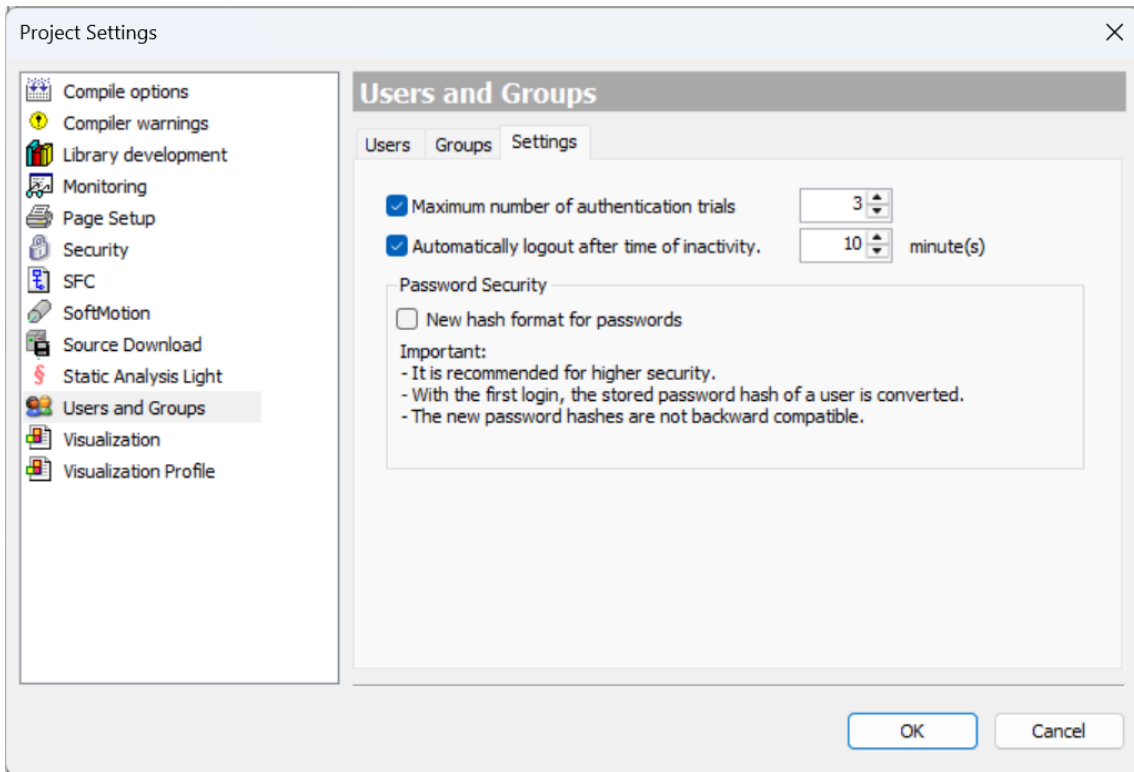 Project Settings
Compile options
Compiler warnings
Library development
Monitoring
Page Setup
Security
SFC
SoftMotion
Source Download
Static Analysis Light
Users and Groups
Visualization
Visualization Profile
Users and Groups
Users Groups Settings
Maximum number of authentication trials 3
Automatically logout after time of inactivity. 10 minute(s)
Password Security
New hash format for passwords
Important:
- It is recommended for higher security.
- With the first login, the stored password hash of a user is converted.
- The new password hashes are not backward compatible.
OK Cancel